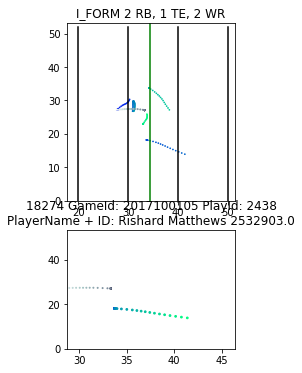 I_FORM 2 RB, 1 TE, 2 WR
50
40
30
20
10
0
20 30 40 50
18274 GameId: 2017100105 PlayId: 2438
PlayerName + ID: Rishard Matthews 2532903.0
40
20
0
30 35 40 45